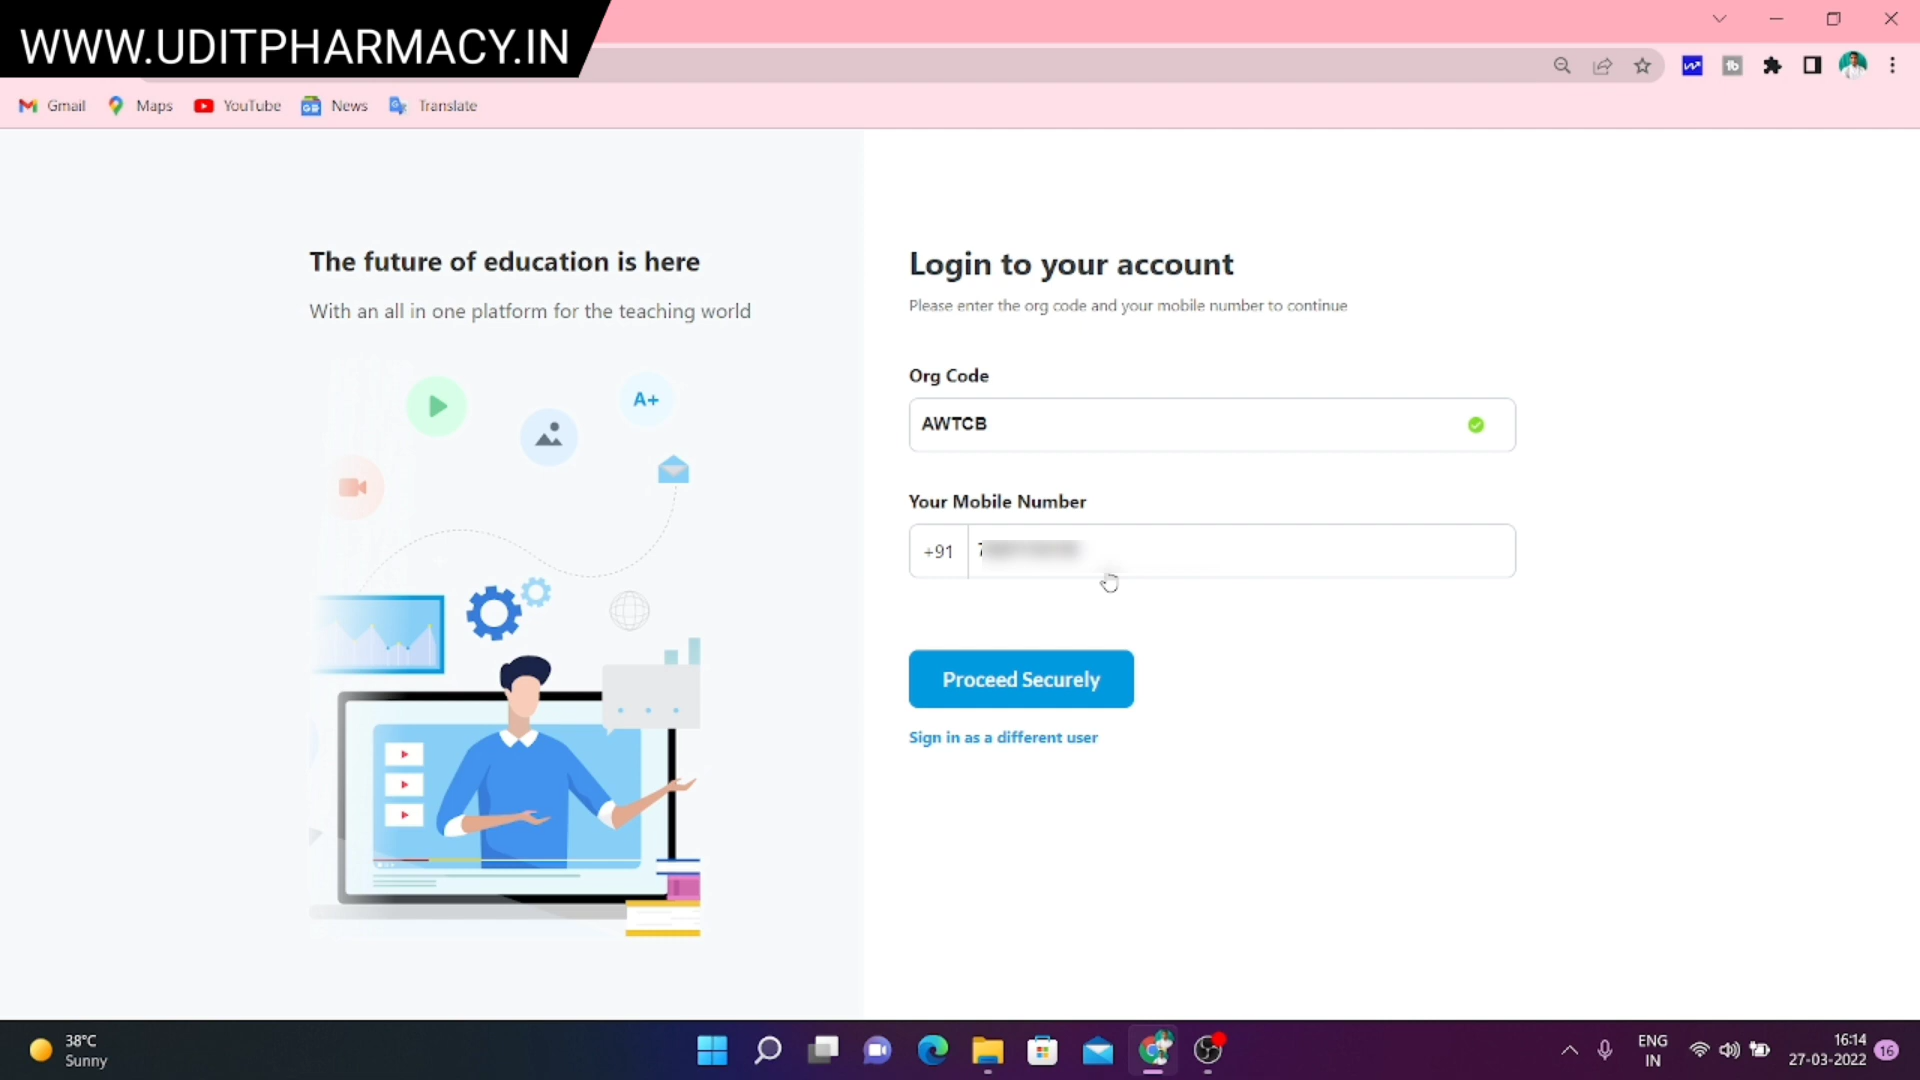 WWW.UDITPHARMACY.IN
Gmail
Maps
YouTube
News
Translate
The future of education is here
With an all in one platform for the teaching world
A+
Login to your account
Please enter the org code and your mobile number to continue
Org Code
AWTCB
Your Mobile Number
+91
Proceed Securely
Sign in as a different user
38°C
Sunny
ENG
IN
16:14
27-03-2022
16